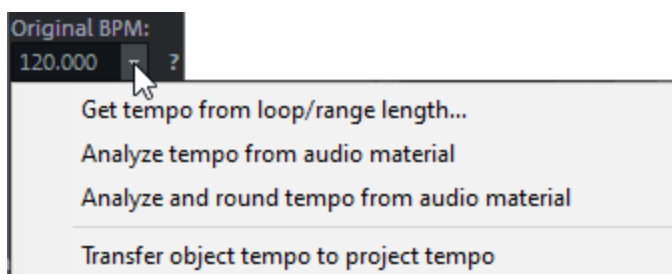 Original BPM:
120.000 ?
Get tempo from loop/range length...
Analyze tempo from audio material
Analyze and round tempo from audio material
Transfer object tempo to project tempo